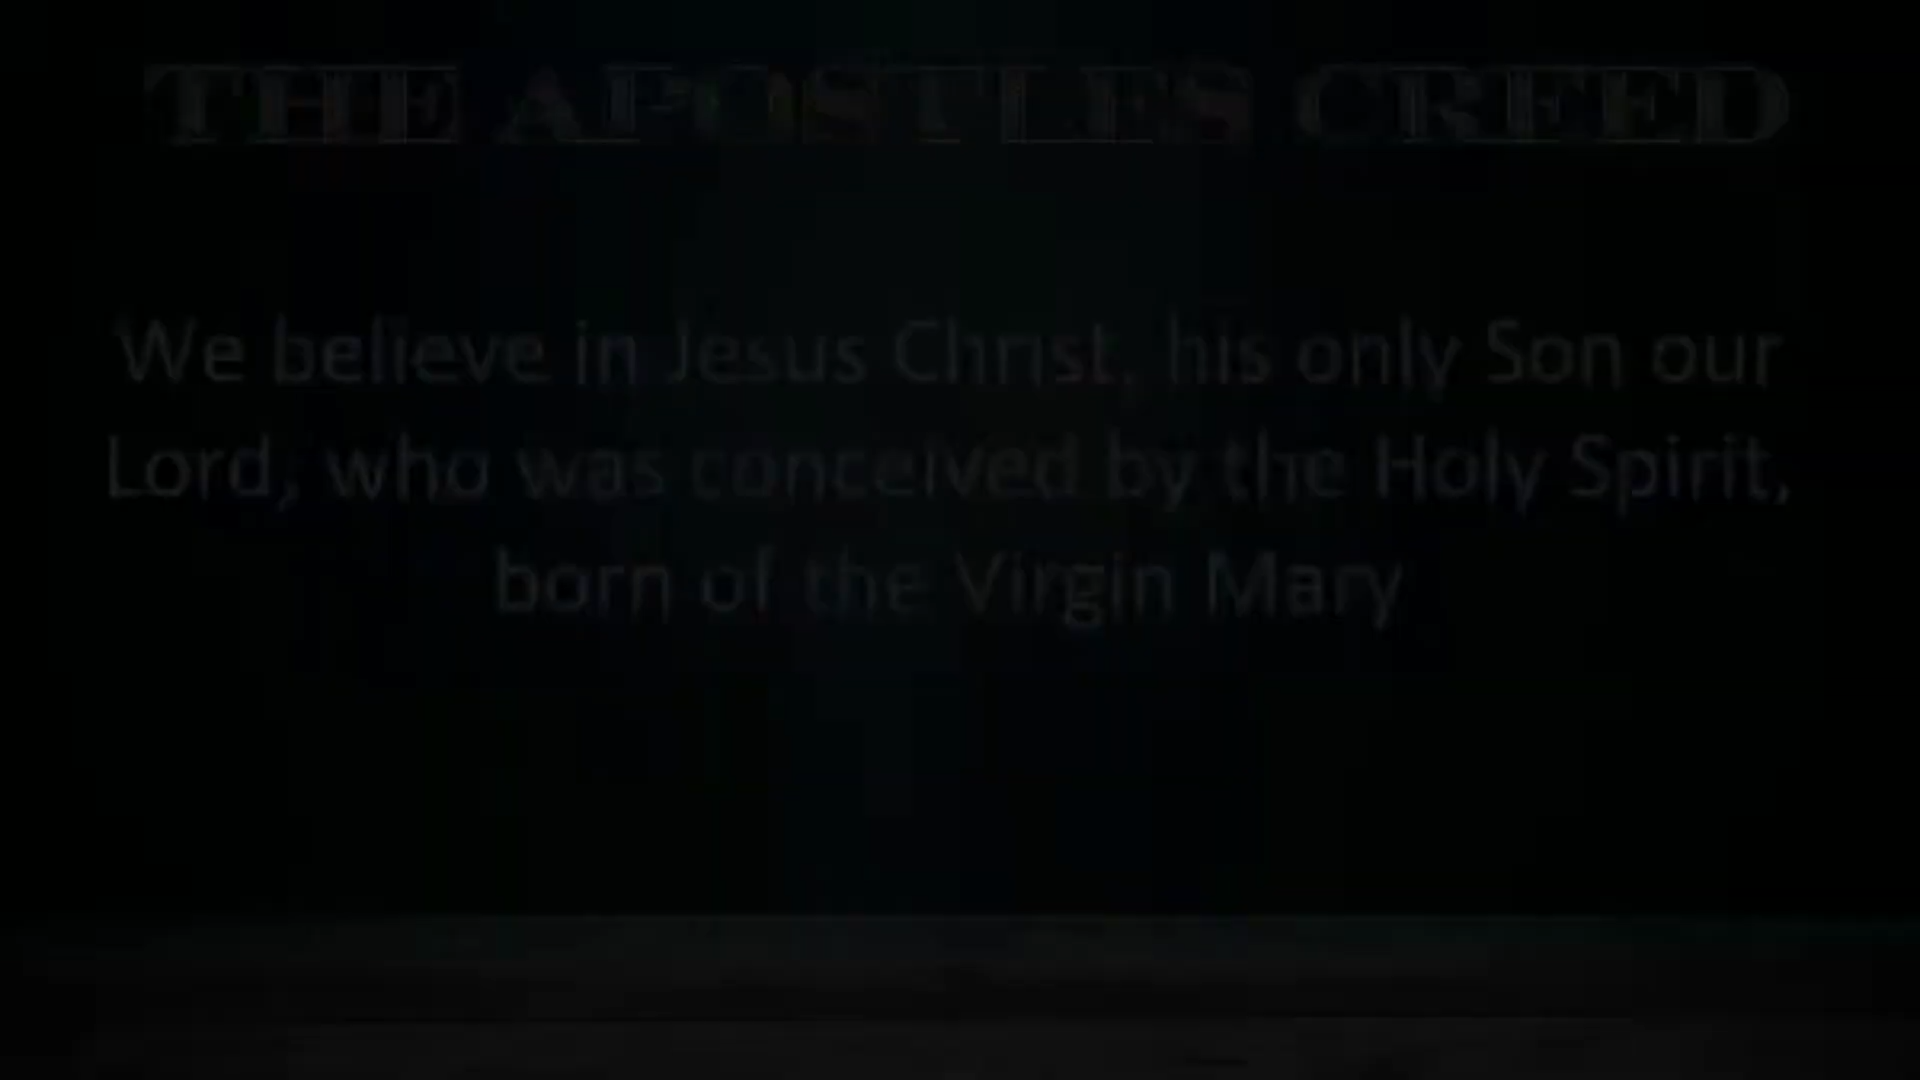 THE APOSTLES CREED
We believe in Jesus Christ, his only Son our
Lord, who was conceived by the Holy Spirit,
born of the Virgin Mary